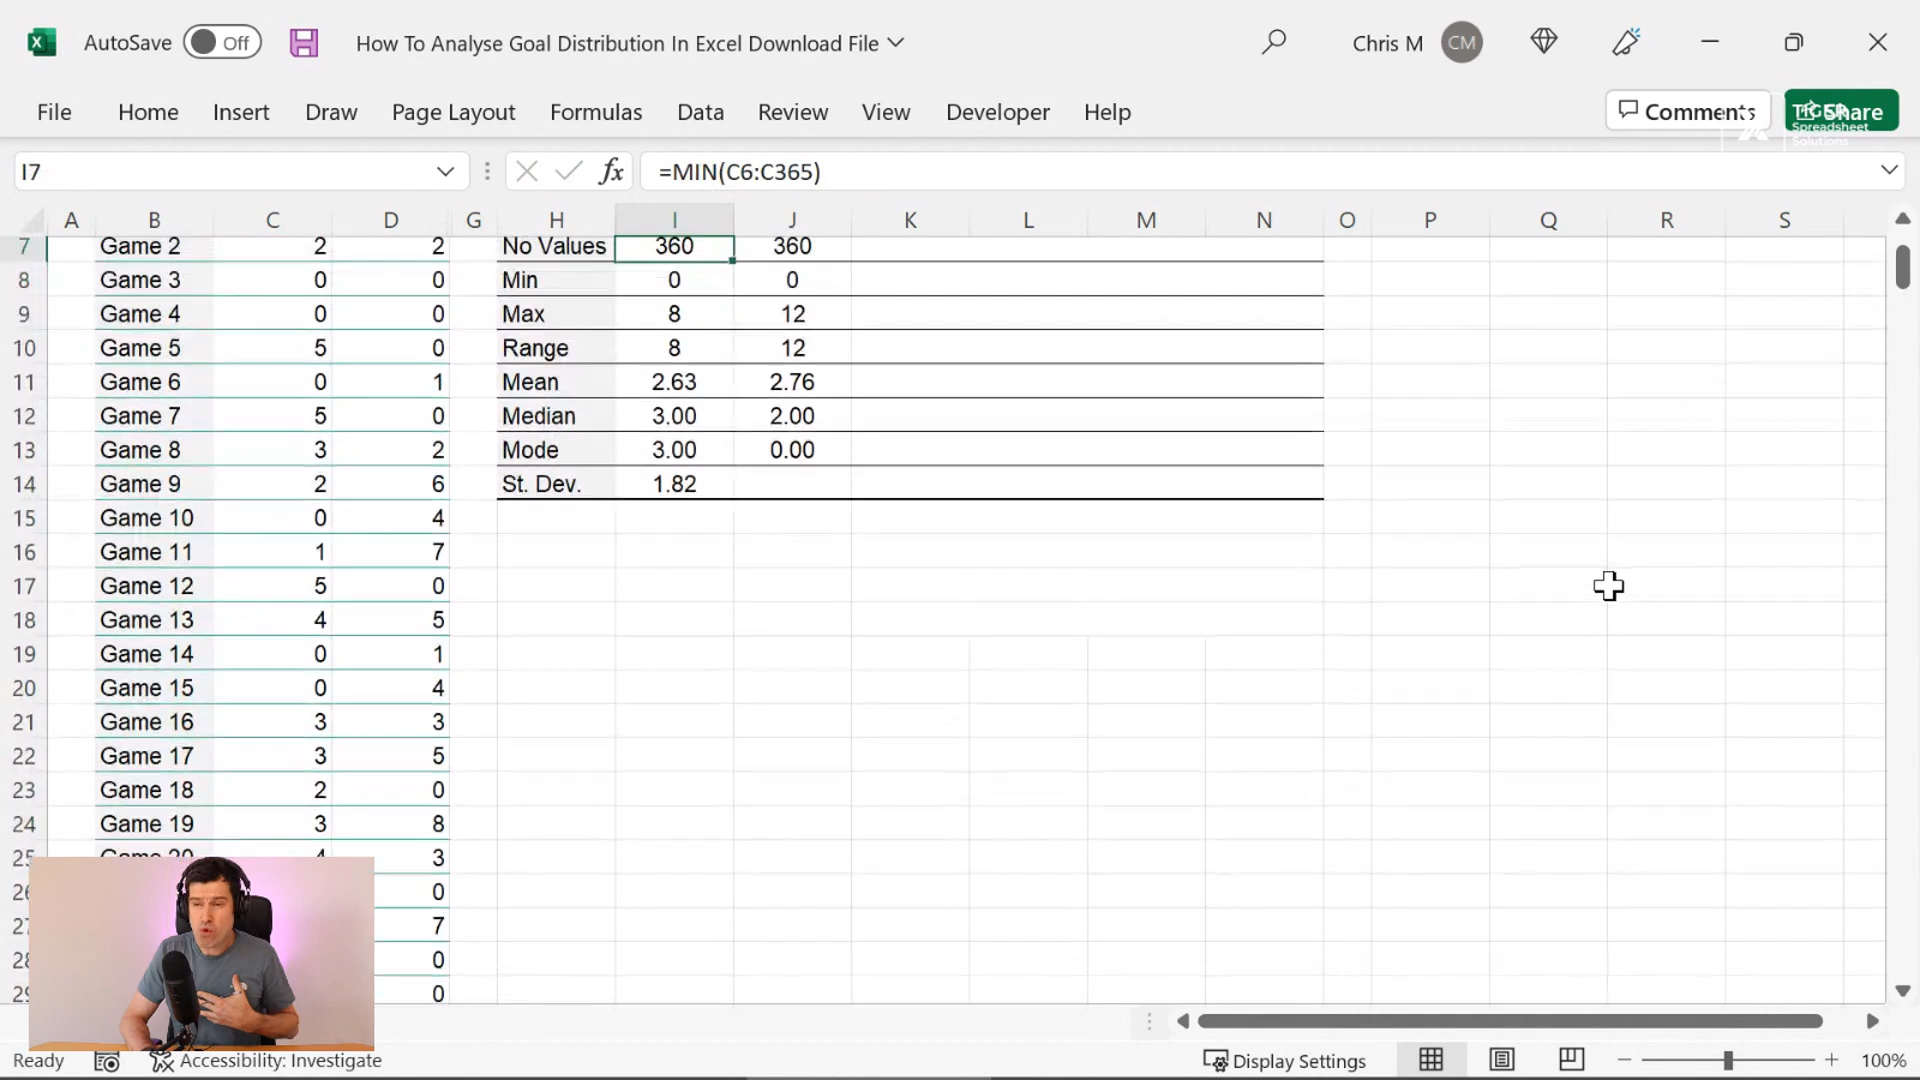 AutoSave Off How To Analyse Goal Distribution In Excel Download File Chris M CM
File Home Insert Draw Page Layout Formulas Data Review View Developer Help Comments Share
TIGER
Spreadsheet
Solutions
I7 fx =MIN(C6:C365)
A B C D G H I J K L M N O P Q R S
7 Game 2 2 2 No Values 360 360
8 Game 3 0 0 Min 0 0
9 Game 4 0 0 Max 8 12
10 Game 5 5 0 Range 8 12
11 Game 6 0 1 Mean 2.63 2.76
12 Game 7 5 0 Median 3.00 2.00
13 Game 8 3 2 Mode 3.00 0.00
14 Game 9 2 6 St. Dev. 1.82
15 Game 10 0 4
16 Game 11 1 7
17 Game 12 5 0
18 Game 13 4 5
19 Game 14 0 1
20 Game 15 0 4
21 Game 16 3 3
22 Game 17 3 5
23 Game 18 2 0
24 Game 19 3 8
25 Game 20 4 3
26 0
27 7
28 0
29 0
Ready Accessibility: Investigate Display Settings 100%